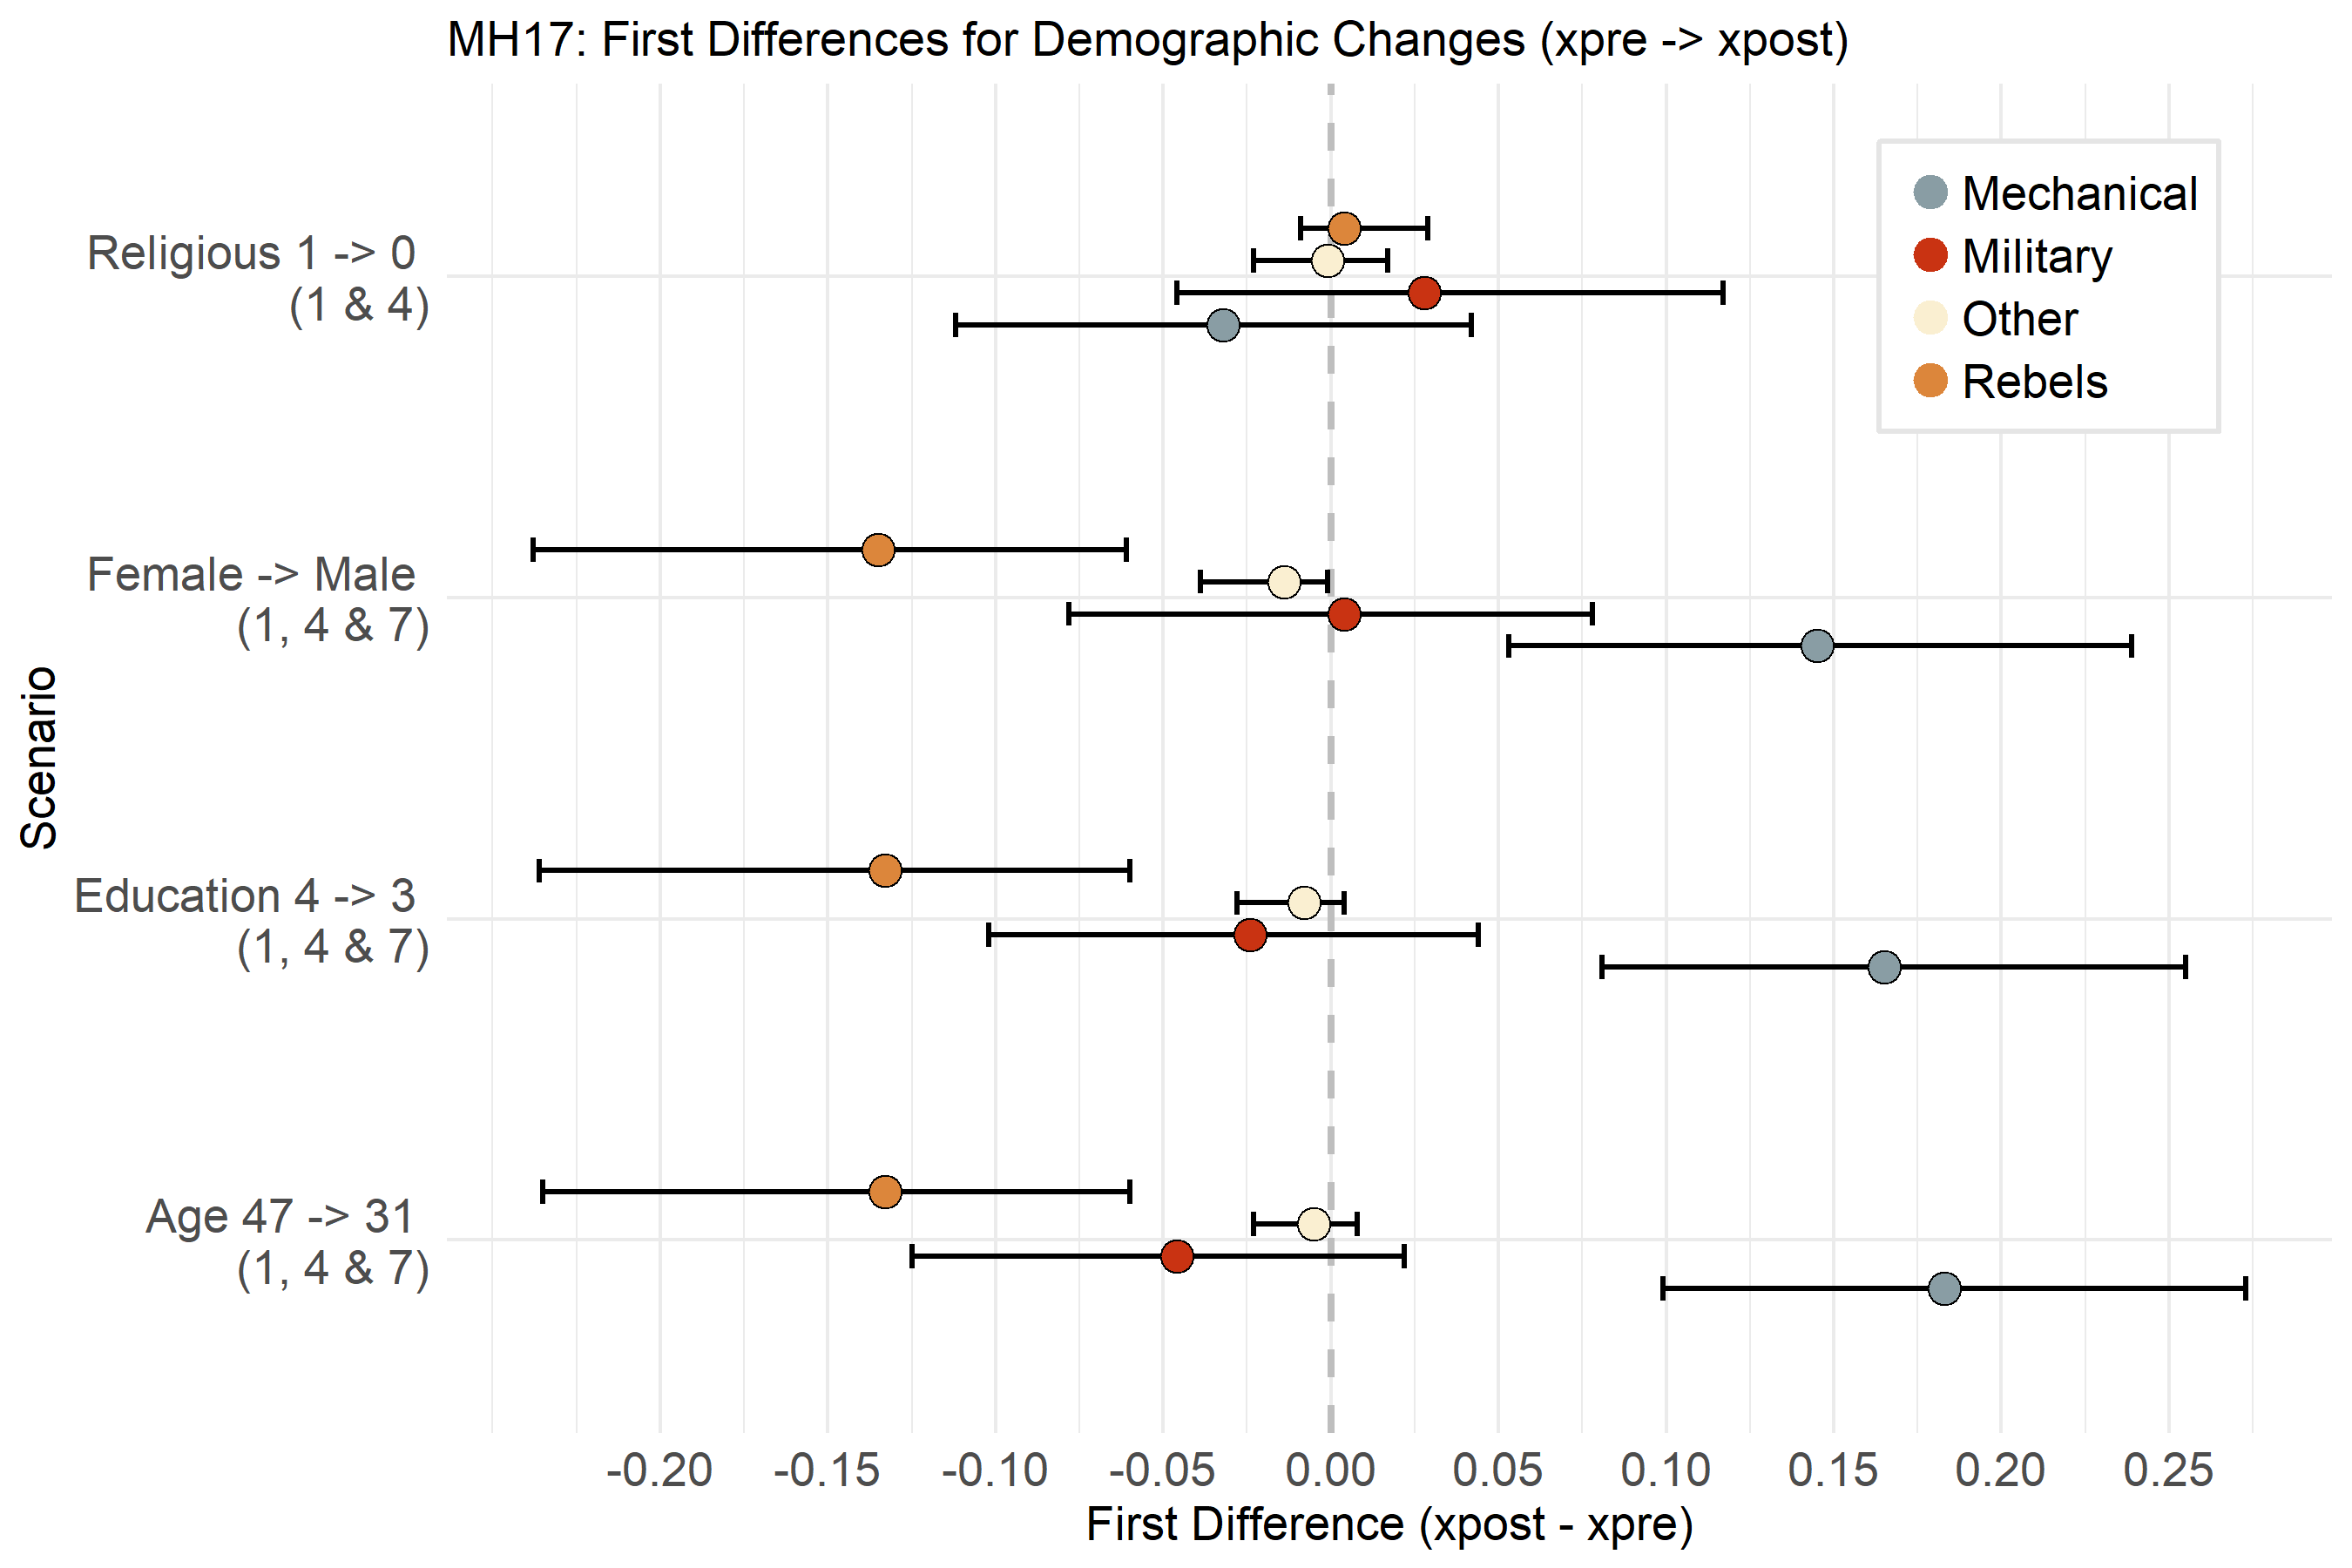 MH17: First Differences for Demographic Changes (xpre -> xpost)
Mechanical
Military
Other
Rebels
Religious 1 -> 0
(1 & 4)
Female -> Male
(1, 4 & 7)
Education 4 -> 3
(1, 4 & 7)
Age 47 -> 31
(1, 4 & 7)
Scenario
-0.20 -0.15 -0.10 -0.05 0.00 0.05 0.10 0.15 0.20 0.25
First Difference (xpost - xpre)